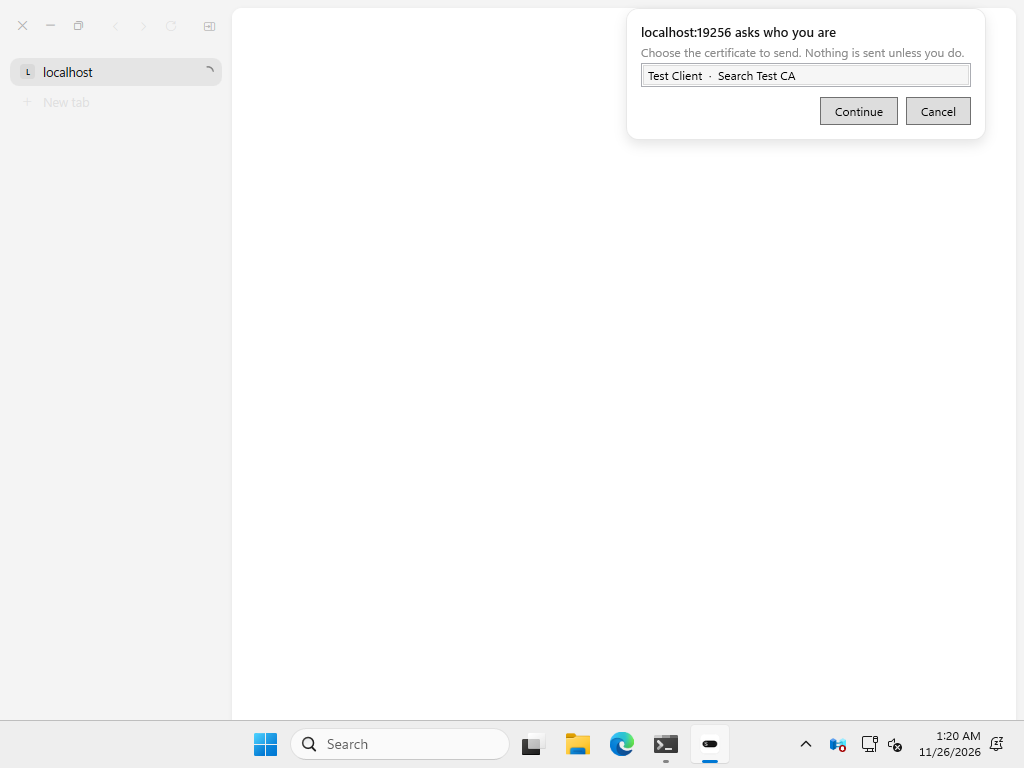 localhost:19256 asks who you are
Choose the certificate to send. Nothing is sent unless you do.
Test Client · Search Test CA
Continue
Cancel
L
localhost
+ New tab
Search
1:20 AM
11/26/2026